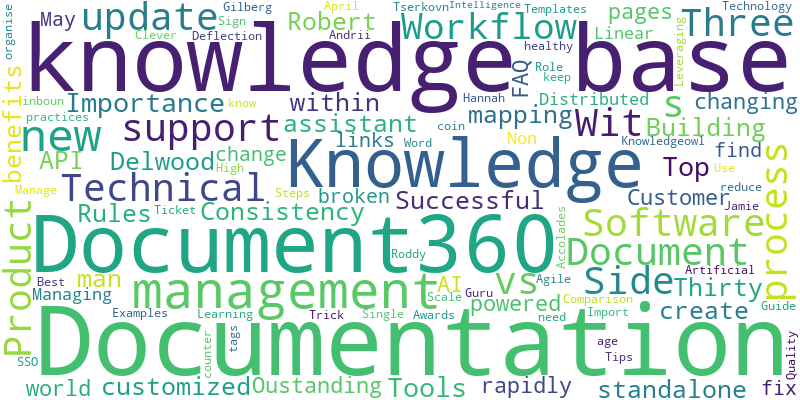 organise
May
update
Sign
Gilberg
April
Tserkovn
Intelligence
Templates
pages
Three
Technology
Clever
Deflection
Robert
Andrii
Workflow
Linear
Leveraging
knowledge base
healthy
Role
keep
benefits
inboun
Importance
know
within
Hannah
FAQ
Distributed
s
changing
practices
new
support
assistant
mapping
Wit
Building
API
Delwood
change
links
Word
coin
Non
Knowledgeowl
find
High
Manage
Technical
Steps
broken
Knowledge
Top
Use
reduce
process
Ticket
Successful
Customer
Jamie
Product
Rules
Consistency
Accolades
Software
Document360
Roddy
Document
Best
man
management
AI
vs
Side
Artificial
Thirty
Managing
Guru
Agile
Scale
powered
Comparison
create
Guide
Examples
Learning
Trick
Single
Awards
need
Import
Documentation
age
Tips
Quality
SSO
counter
tags
world
customized
Oustanding
Tools
rapidly
standalone
fix